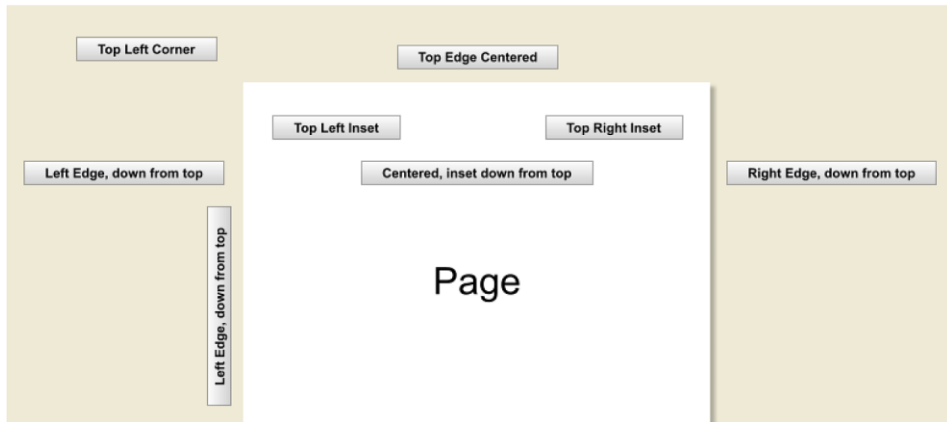 Top Left Corner
Top Edge Centered
Top Left Inset
Top Right Inset
Left Edge, down from top
Centered, inset down from top
Right Edge, down from top
Left Edge, down from top
Page